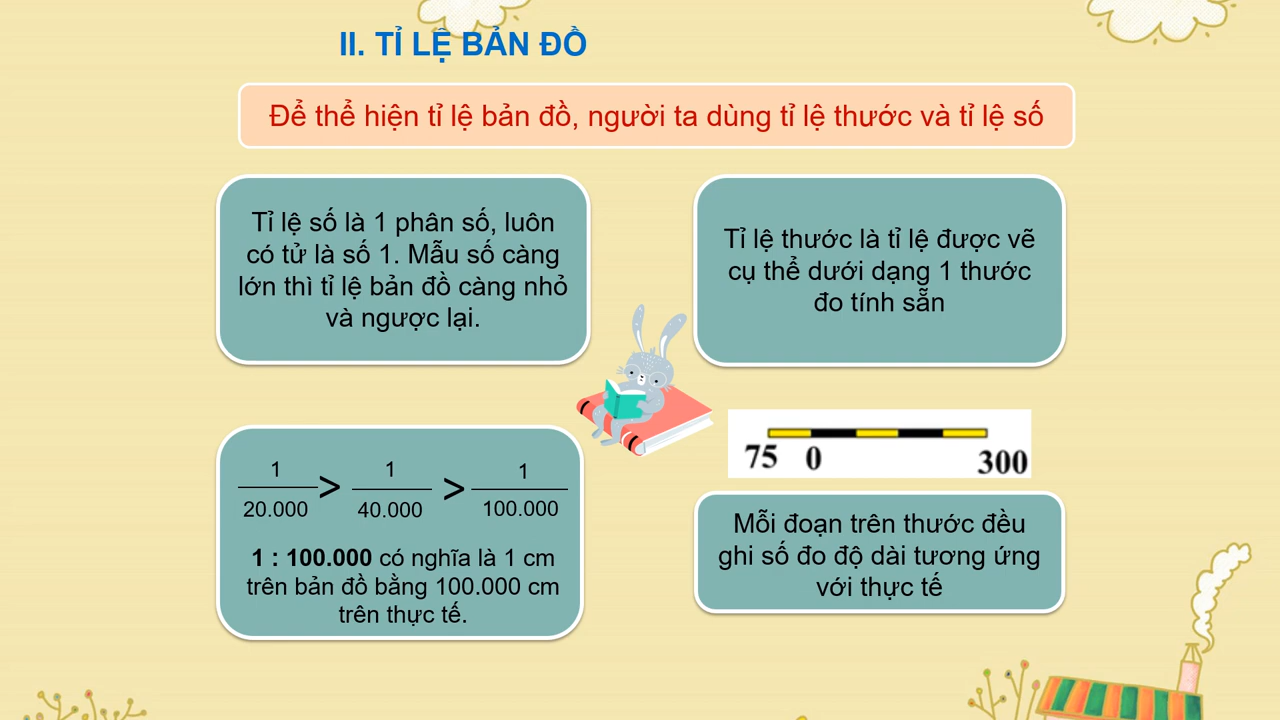 II. TỈ LỆ BẢN ĐỒ
Để thể hiện tỉ lệ bản đồ, người ta dùng tỉ lệ thước và tỉ lệ số
Tỉ lệ số là 1 phân số, luôn
có tử là số 1. Mẫu số càng
lớn thì tỉ lệ bản đồ càng nhỏ
và ngược lại.
Tỉ lệ thước là tỉ lệ được vẽ
cụ thể dưới dạng 1 thước
đo tính sẵn
1 1 1
> >
20.000 40.000 100.000
1 : 100.000 có nghĩa là 1 cm
trên bản đồ bằng 100.000 cm
trên thực tế.
75 0 300
Mỗi đoạn trên thước đều
ghi số đo độ dài tương ứng
với thực tế